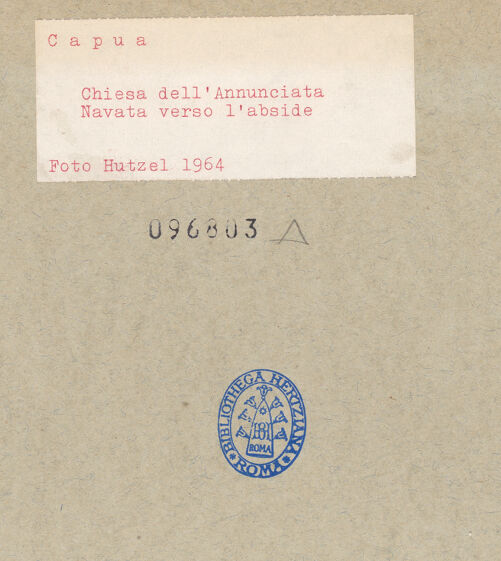 Capua
Chiesa dell'Annunciata
Navata verso l'abside
Foto Hutzel 1964
096803 A
BIBLIOTHECA HERTZIANA
ROMA
ROMA